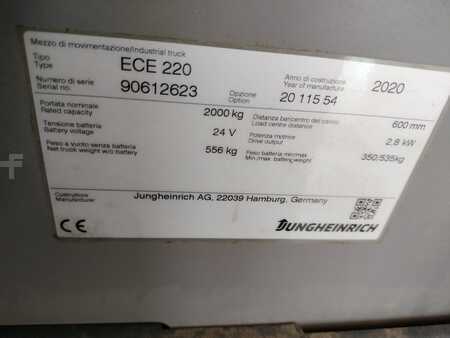 Mezzo di movimentazione/Industrial truck
Tipo
Type
ECE 220
Anno di costruzione
Year of manufacture
2020
Numero di serie
Serial no.
90612623
Opzione
Option
20 115 54
Portata nominale
Rated capacity
2000 kg
Distanza baricentro del carico
Load centre distance
600 mm
Tensione batteria
Battery voltage
24 V
Potenza motrice
Drive output
2,8 kW
Peso a vuoto senza batteria
Net truck weight w/o battery
556 kg
Peso batteria min/max
Min./max. battery weight
350/535kg
Costruttore
Manufacturer
Jungheinrich AG, 22039 Hamburg, Germany
CE
JUNGHEINRICH